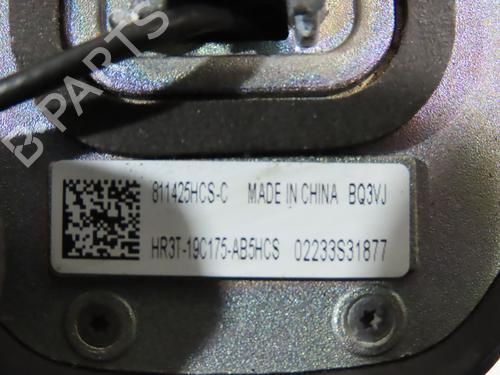 811425HCS-C MADE IN CHINA BQ3VJ
HR3T-19C175-AB5HCS 02233S31877
B-PARTS